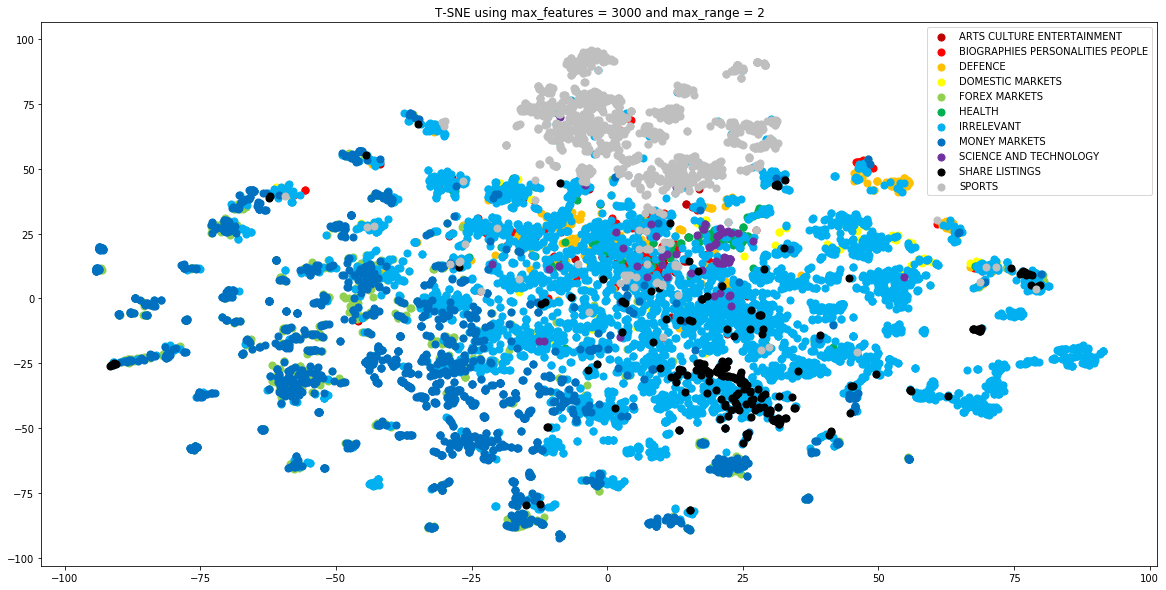 T-SNE using max_features = 3000 and max_range = 2
ARTS CULTURE ENTERTAINMENT
BIOGRAPHIES PERSONALITIES PEOPLE
DEFENCE
DOMESTIC MARKETS
FOREX MARKETS
HEALTH
IRRELEVANT
MONEY MARKETS
SCIENCE AND TECHNOLOGY
SHARE LISTINGS
SPORTS
100
75
50
25
0
−25
−50
−75
−100
−100 −75 −50 −25 0 25 50 75 100